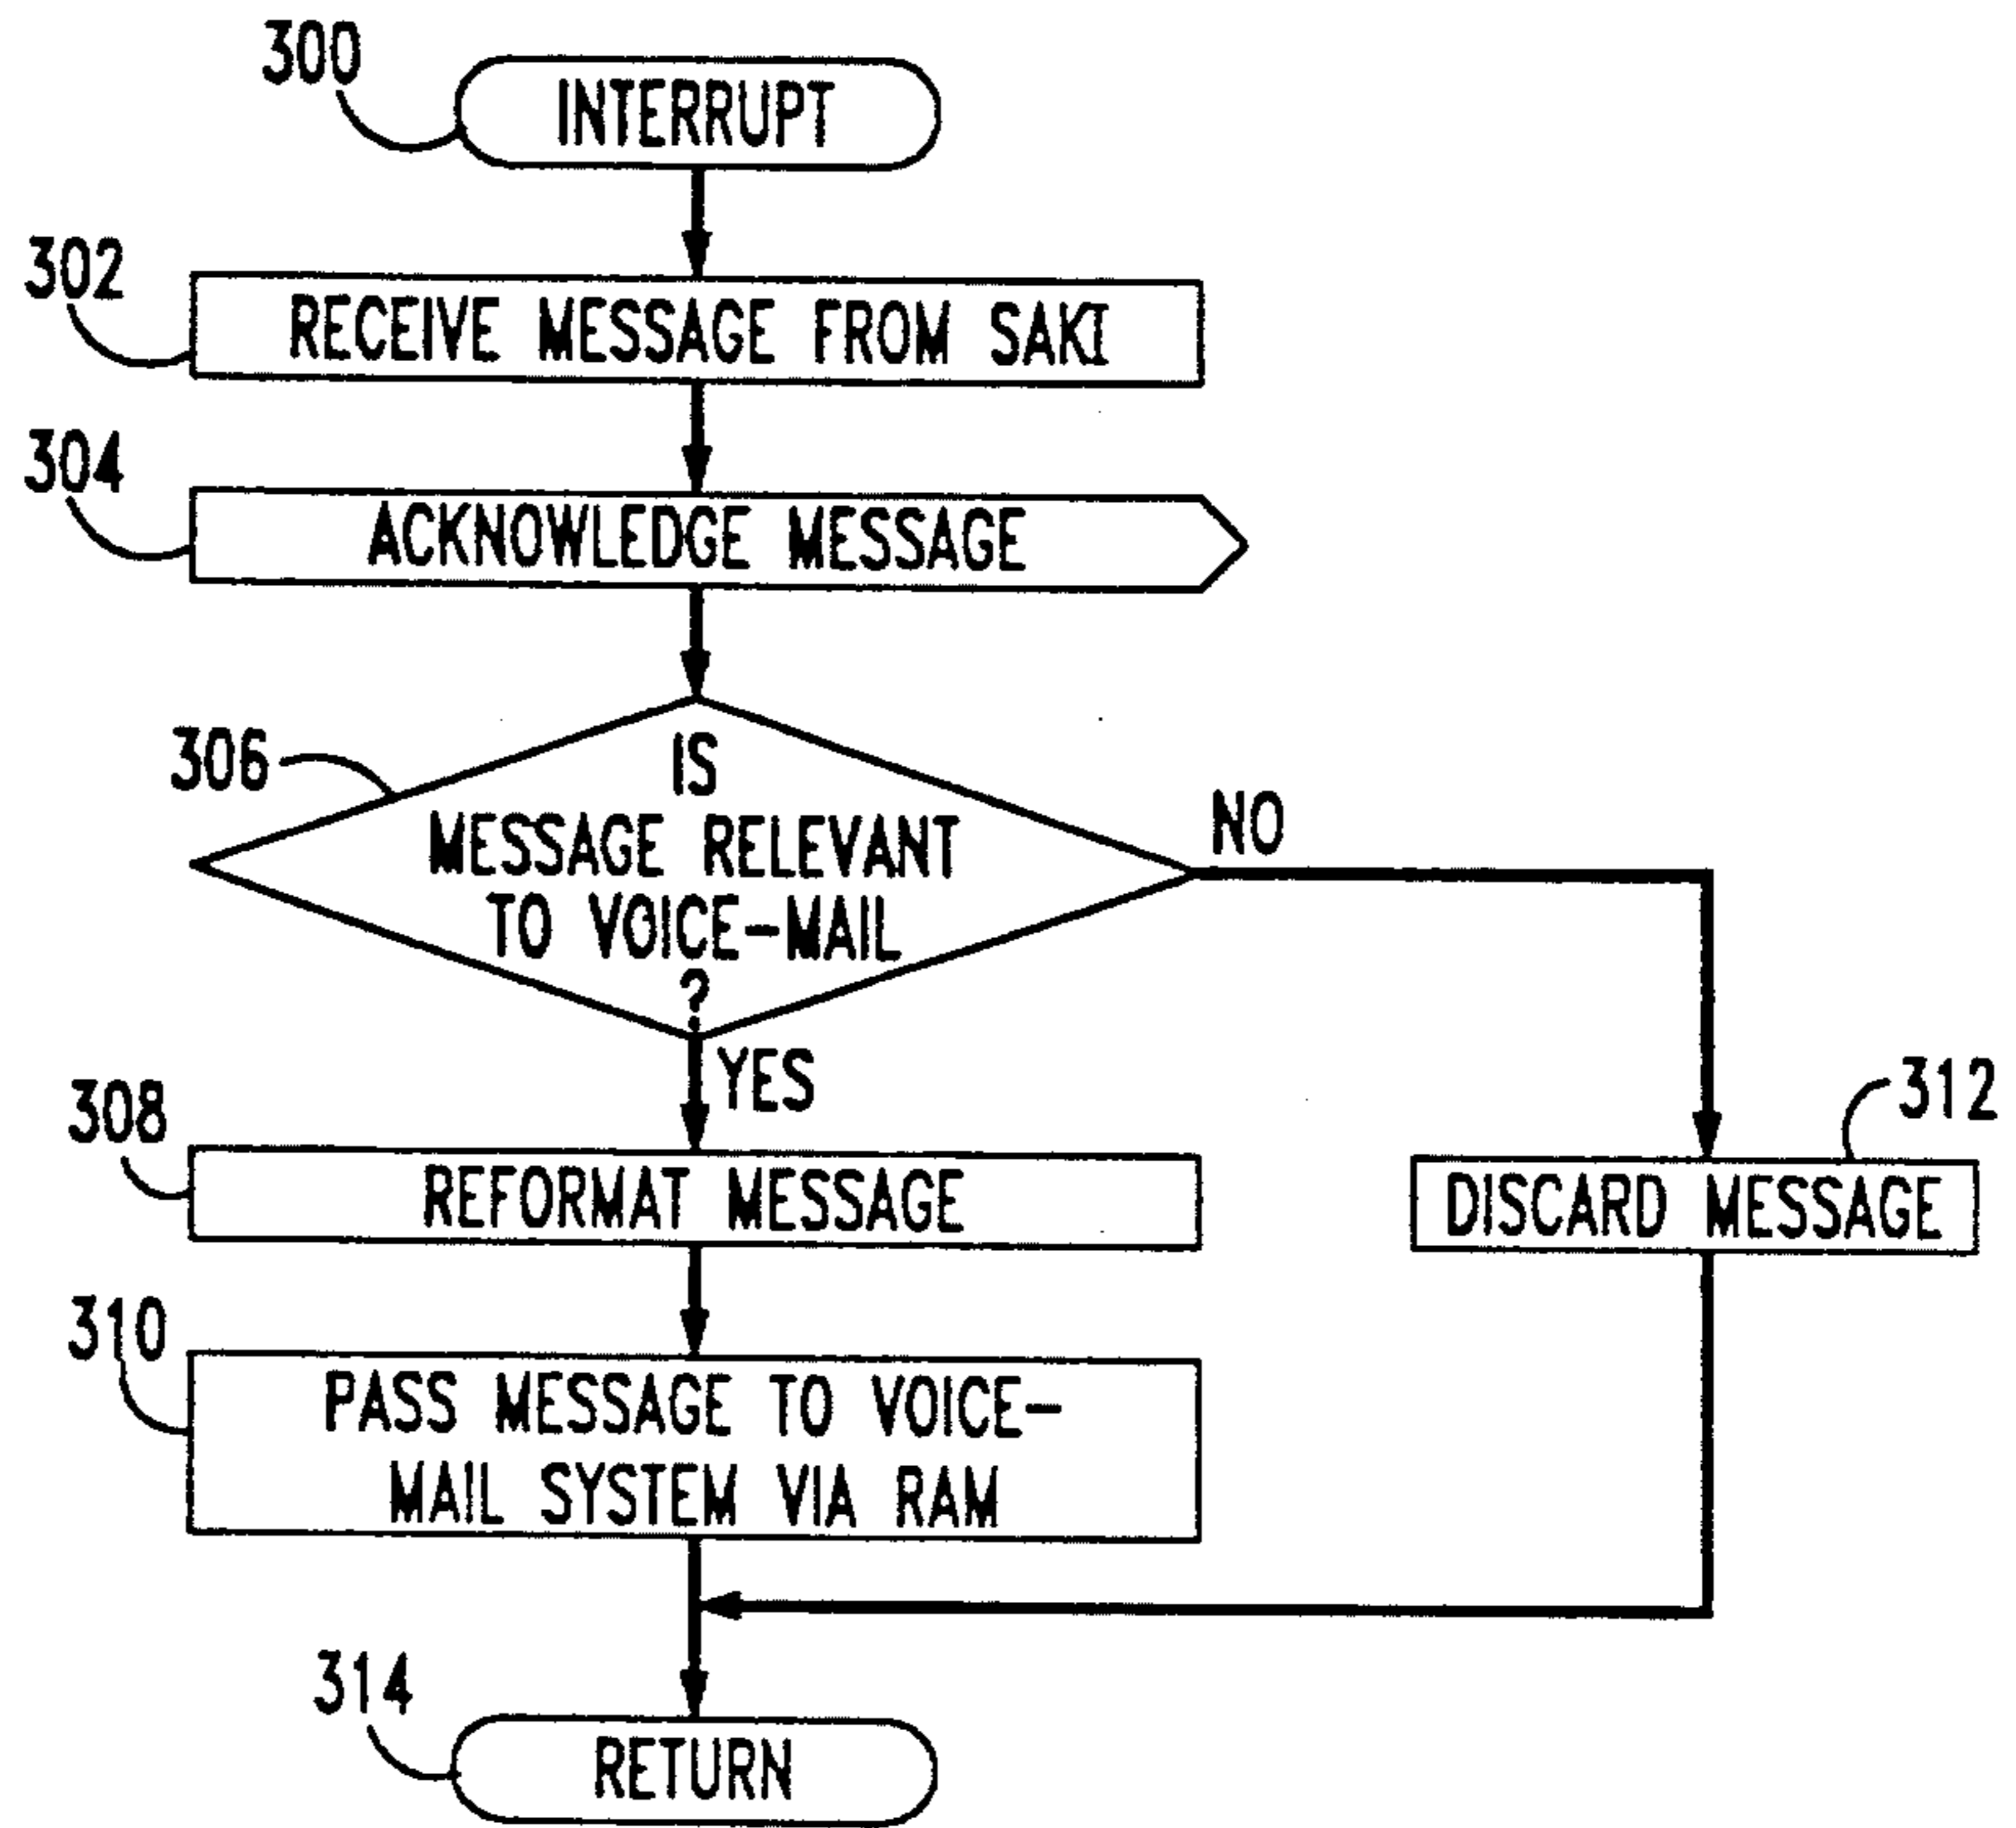 300
INTERRUPT
302
RECEIVE MESSAGE FROM SAKI
304
ACKNOWLEDGE MESSAGE
306
IS
MESSAGE RELEVANT
TO VOICE-MAIL
?
NO
YES
308
REFORMAT MESSAGE
312
DISCARD MESSAGE
310
PASS MESSAGE TO VOICE-
MAIL SYSTEM VIA RAM
314
RETURN